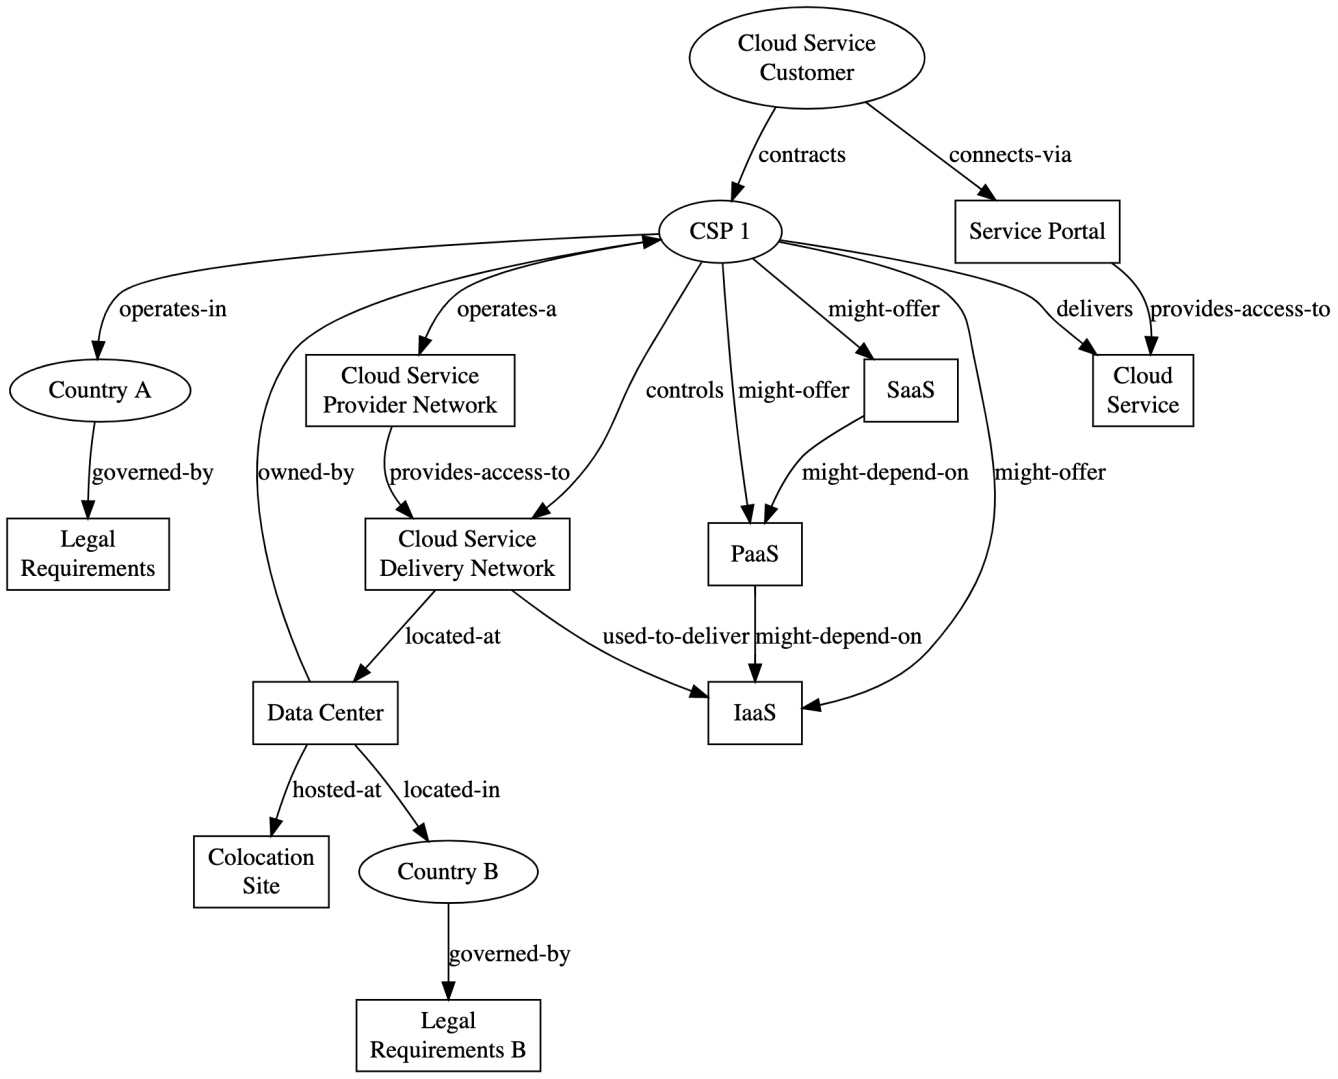 Cloud Service
Customer
contracts
connects-via
CSP 1
Service Portal
operates-in
operates-a
might-offer
delivers
provides-access-to
Country A
Cloud Service
Provider Network
controls
might-offer
SaaS
Cloud
Service
governed-by
owned-by
provides-access-to
might-depend-on
might-offer
Legal
Requirements
Cloud Service
Delivery Network
PaaS
located-at
used-to-deliver
might-depend-on
Data Center
IaaS
hosted-at
located-in
Colocation
Site
Country B
governed-by
Legal
Requirements B